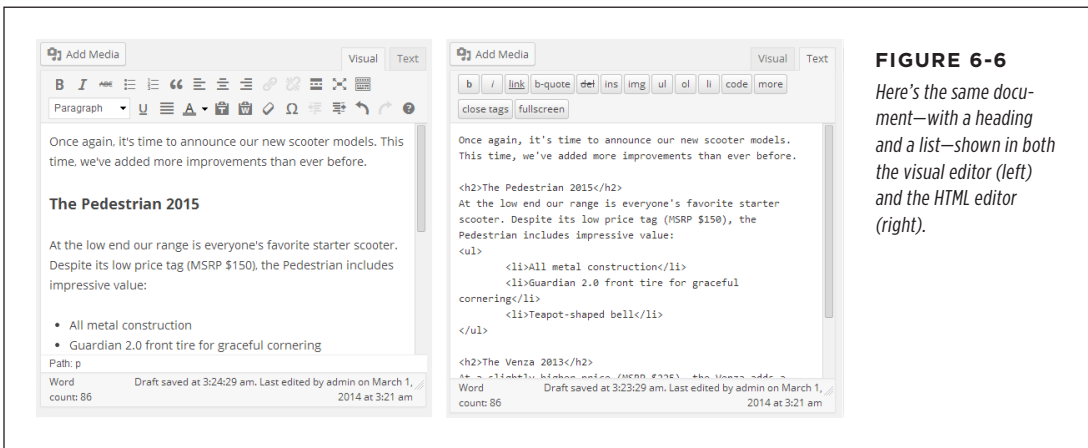 Add Media
Visual Text
B I ABC
Paragraph U A T W Ω
Once again, it's time to announce our new scooter models. This
time, we've added more improvements than ever before.
The Pedestrian 2015
At the low end our range is everyone's favorite starter scooter.
Despite its low price tag (MSRP $150), the Pedestrian includes
impressive value:
• All metal construction
• Guardian 2.0 front tire for graceful cornering
Path: p
Word
count: 86
Draft saved at 3:24:29 am. Last edited by admin on March 1,
2014 at 3:21 am
Add Media
Visual Text
b i link b-quote del ins img ul ol li code more
close tags fullscreen
Once again, it's time to announce our new scooter models.
This time, we've added more improvements than ever before.
<h2>The Pedestrian 2015</h2>
At the low end our range is everyone's favorite starter
scooter. Despite its low price tag (MSRP $150), the
Pedestrian includes impressive value:
<ul>
<li>All metal construction</li>
<li>Guardian 2.0 front tire for graceful
cornering</li>
<li>Teapot-shaped bell</li>
</ul>
<h2>The Venza 2013</h2>
At a slightly higher price (MSRP $225), the Venza adds a
Word
count: 86
Draft saved at 3:23:29 am. Last edited by admin on March 1,
2014 at 3:21 am
FIGURE 6-6
Here's the same docu-
ment—with a heading
and a list—shown in both
the visual editor (left)
and the HTML editor
(right).